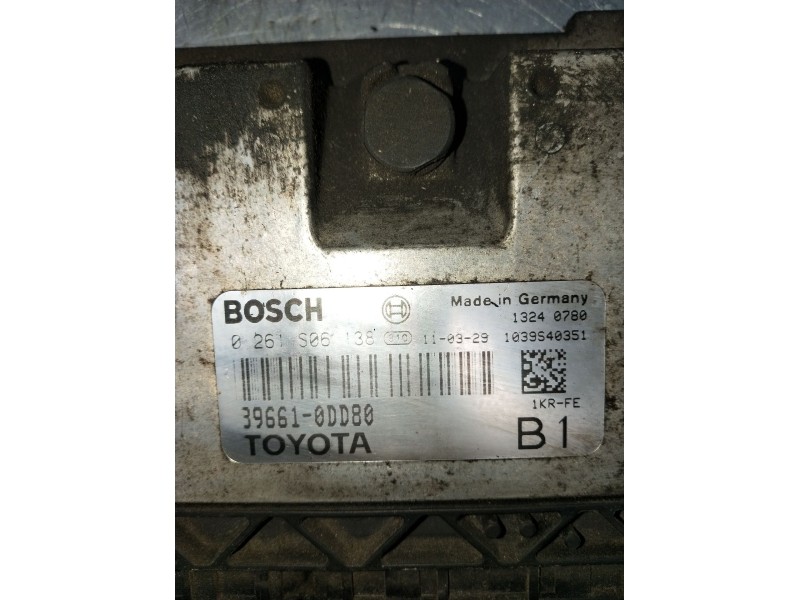 BOSCH
Made in Germany
1324 0780
0 261 S06 138 310 11-03-29 1039S40351
39661-0DD80
1KR-FE
TOYOTA
B1